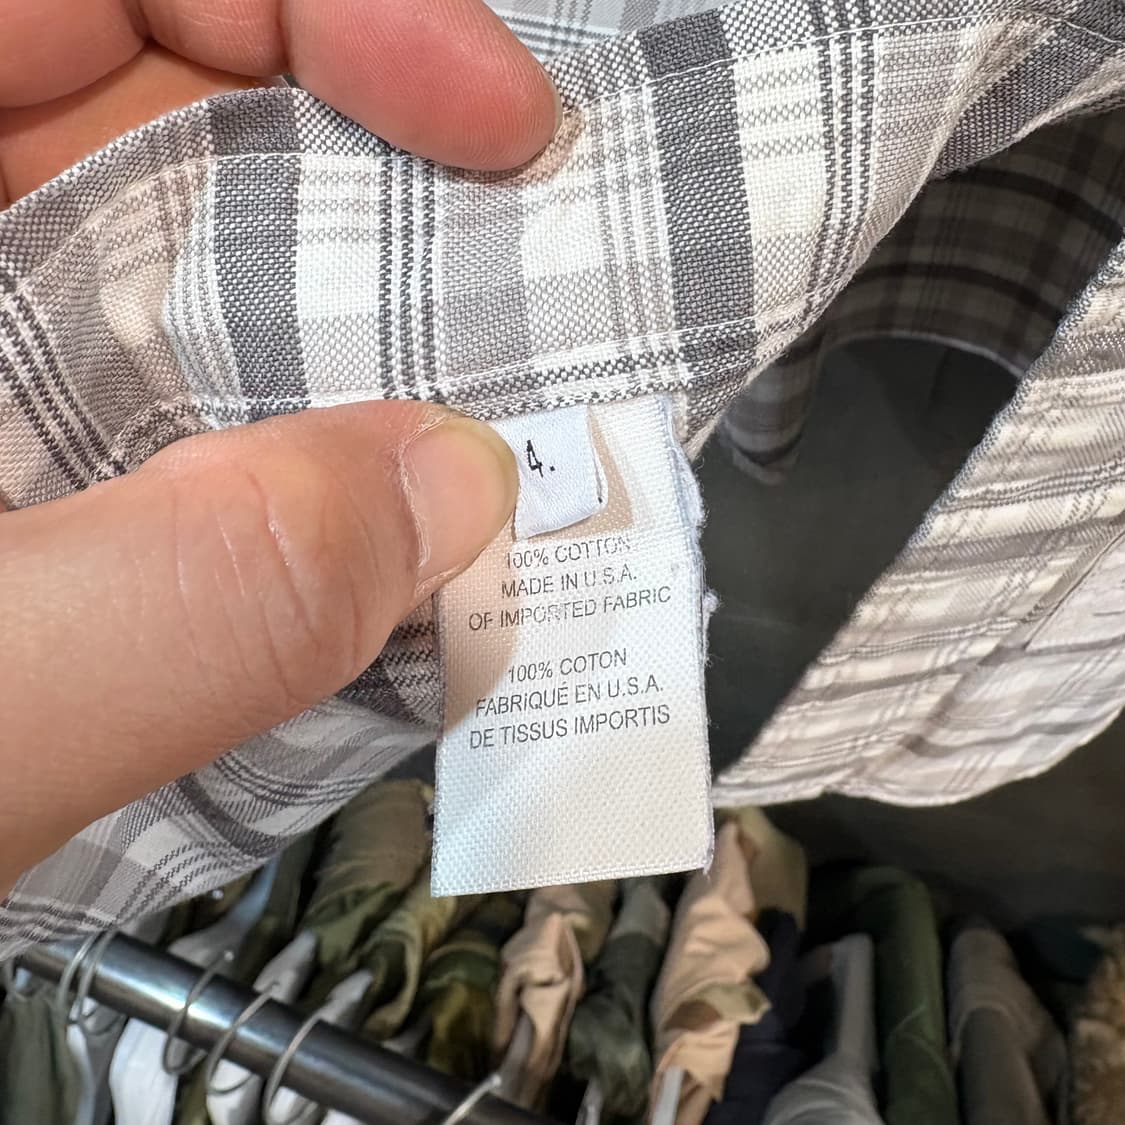 4.
100% COTTON
MADE IN U.S.A.
OF IMPORTED FABRIC
100% COTON
FABRIQUÉ EN U.S.A.
DE TISSUS IMPORTIS